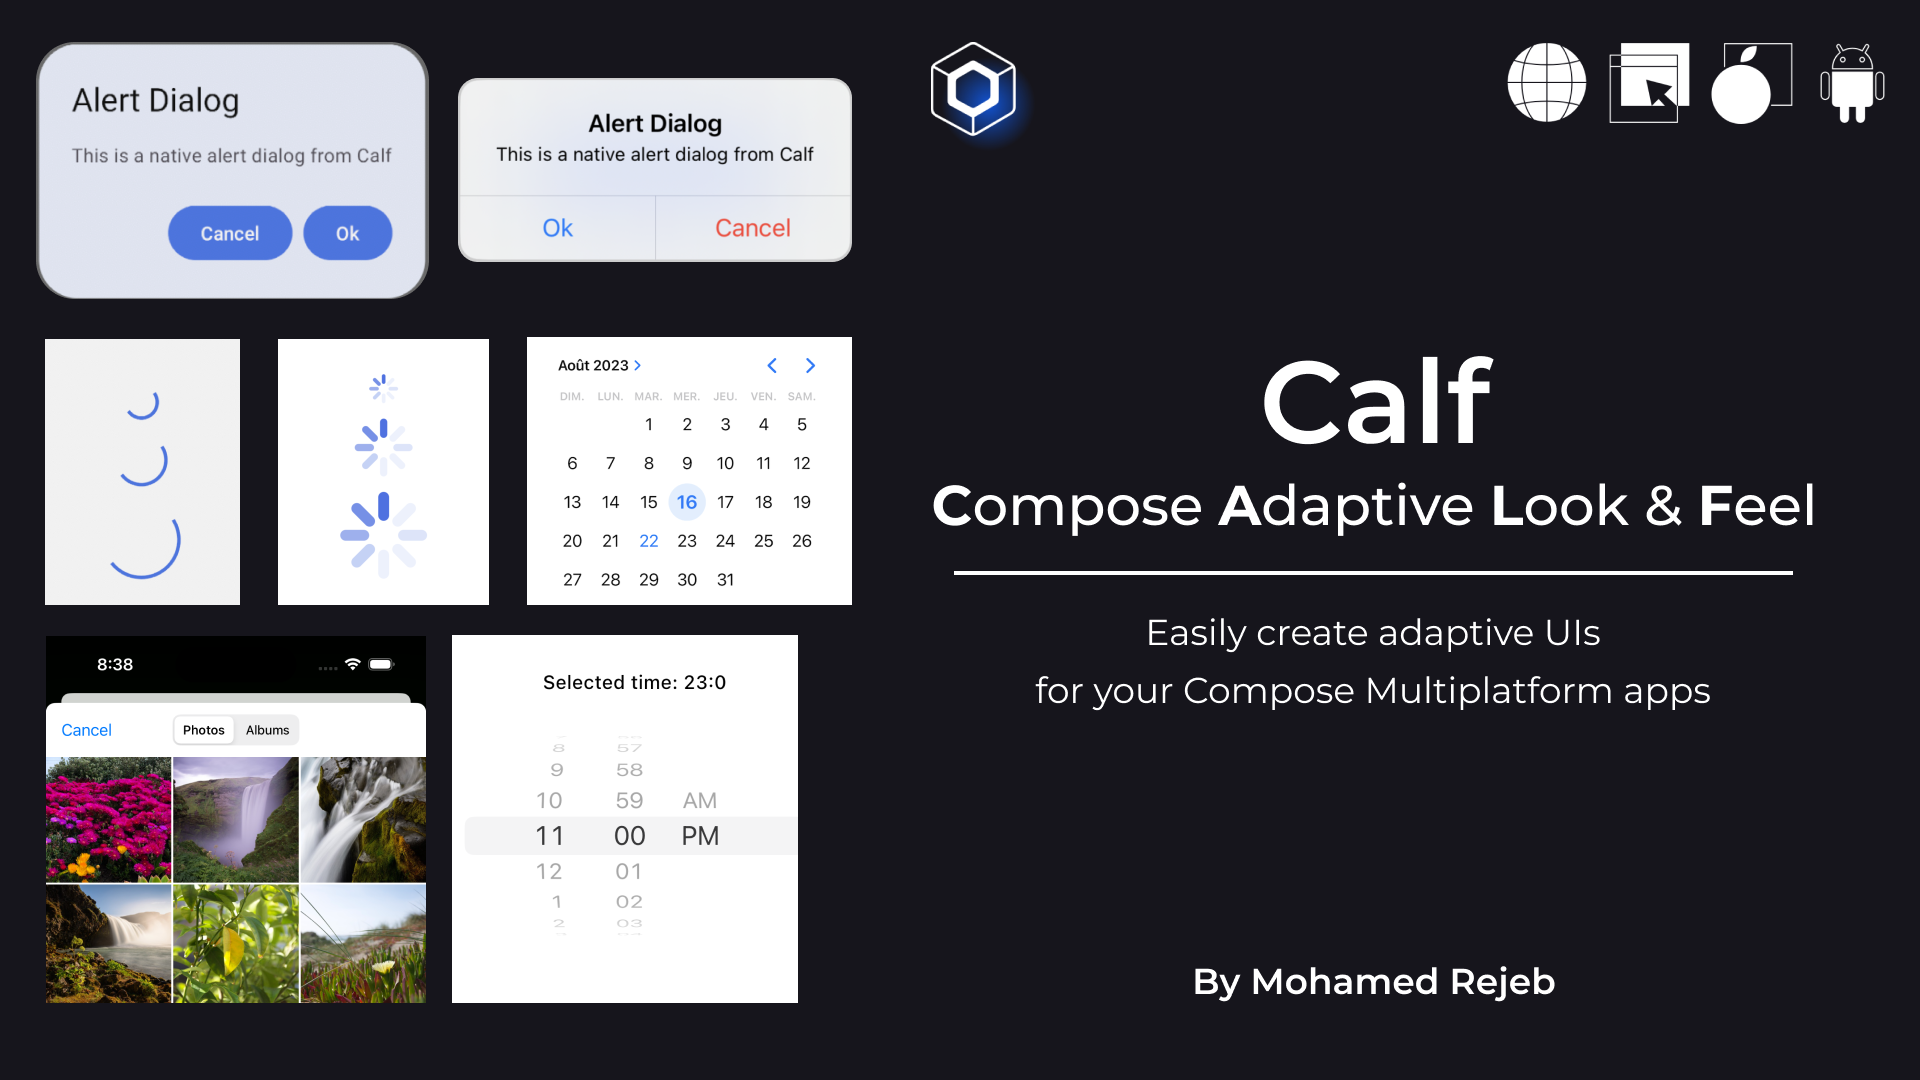 Alert Dialog
This is a native alert dialog from Calf
Cancel
Ok
Alert Dialog
This is a native alert dialog from Calf
Ok
Cancel
Août 2023
DIM. LUN. MAR. MER. JEU. VEN. SAM.
1 2 3 4 5
6 7 8 9 10 11 12
13 14 15 16 17 18 19
20 21 22 23 24 25 26
27 28 29 30 31
8:38
Cancel
Photos
Albums
Selected time: 23:0
8 57
9 58
10 59 AM
11 00 PM
12 01
1 02
2 03
Calf
Compose Adaptive Look & Feel
Easily create adaptive UIs
for your Compose Multiplatform apps
By Mohamed Rejeb